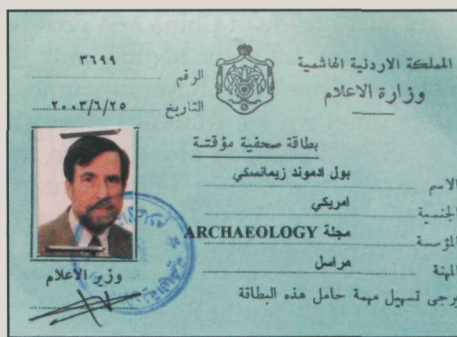 المملكة الاردنية الهاشمية
وزارة الاعلام
الرقم ٣٦٩٩
التاريخ ٢٠٠٣/٦/٢٥
بطاقة صحفية مؤقتة
الاسم بول ادموند زيمانسكي
الجنسية امريكي
المؤسسة مجلة ARCHAEOLOGY
المهنة مراسل
يرجى تسهيل مهمة حامل هذه البطاقة
وزير الاعلام